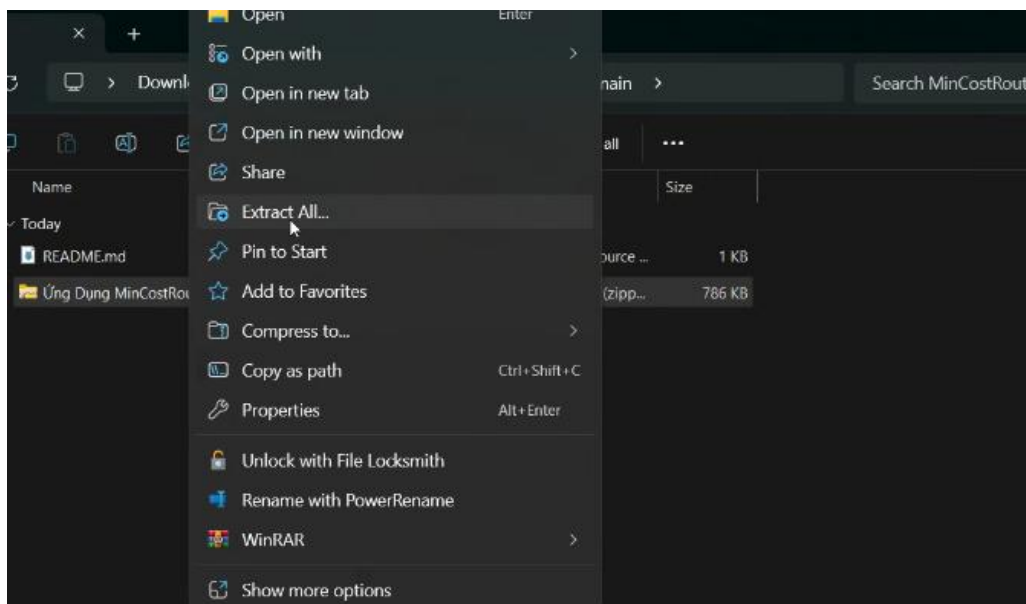 Open Enter
Open with
Downl main Search MinCostRout
Open in new tab
Open in new window
all
Share
Name Size
Extract All...
Today
README.md ource ... 1 KB
Pin to Start
Ứng Dụng MinCostRou (zipp... 786 KB
Add to Favorites
Compress to...
Copy as path Ctrl+Shift+C
Properties Alt+Enter
Unlock with File Locksmith
Rename with PowerRename
WinRAR
Show more options